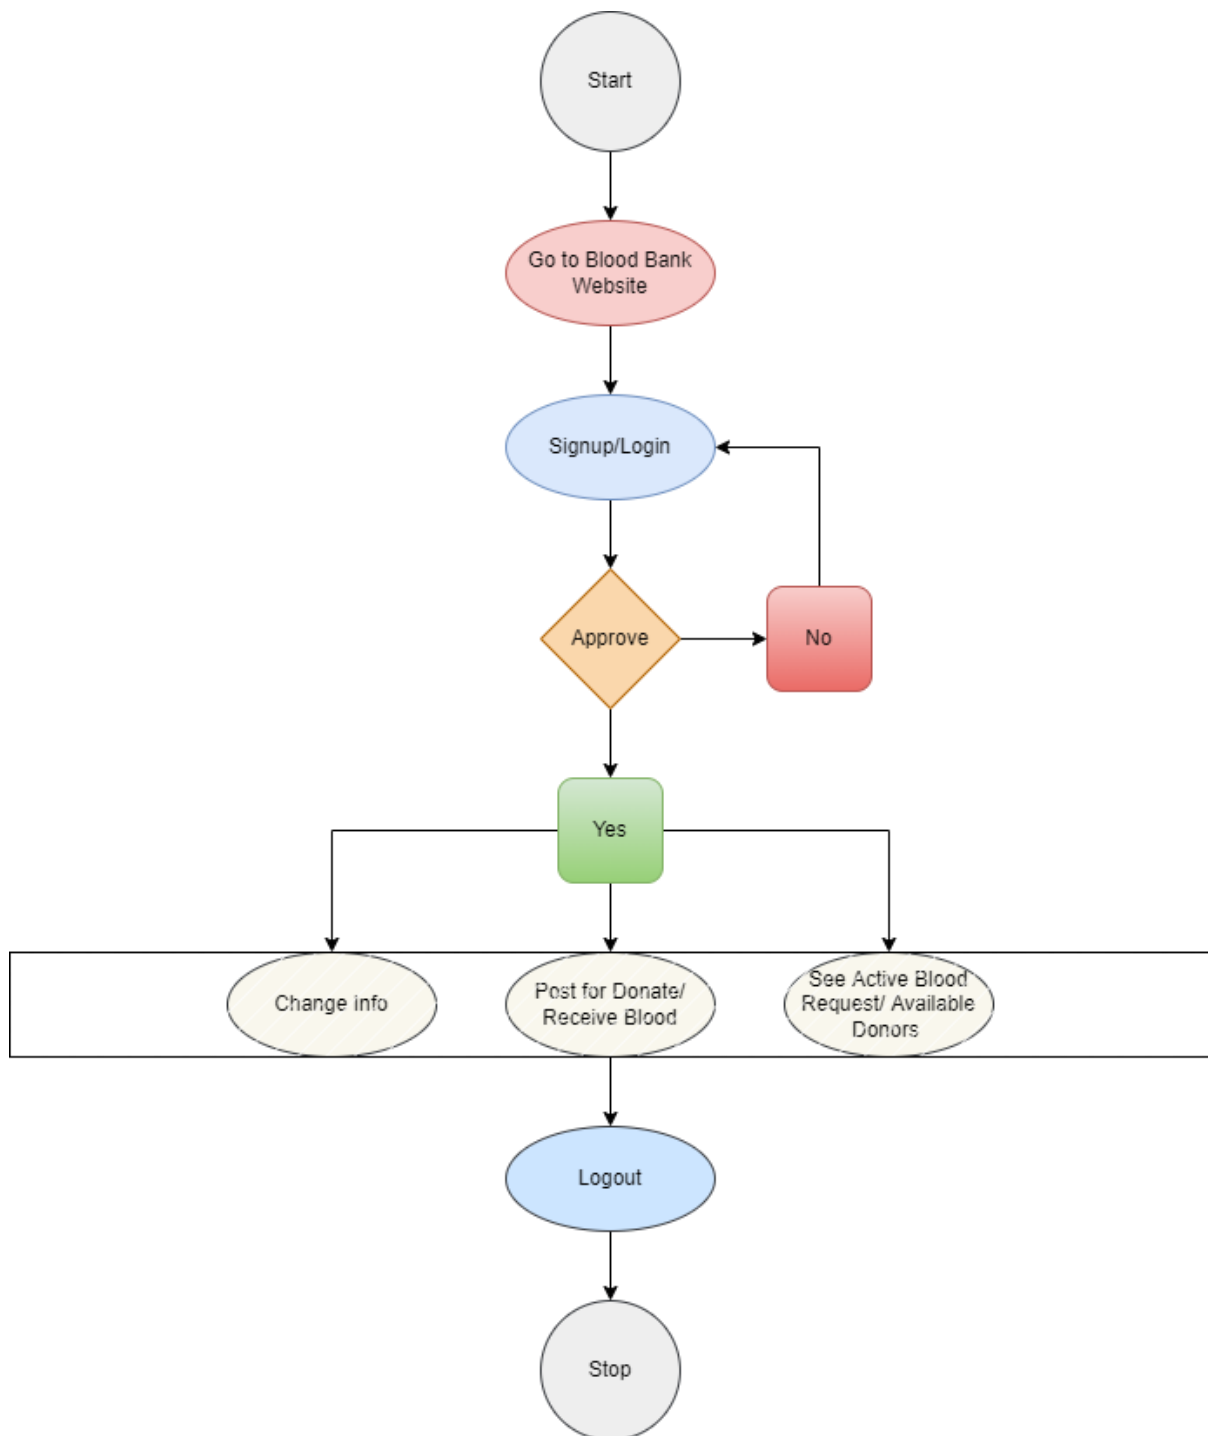 Start
Go to Blood Bank
Website
Signup/Login
Approve
No
Yes
Change info
Post for Donate/
Receive Blood
See Active Blood
Request/ Available
Donors
Logout
Stop